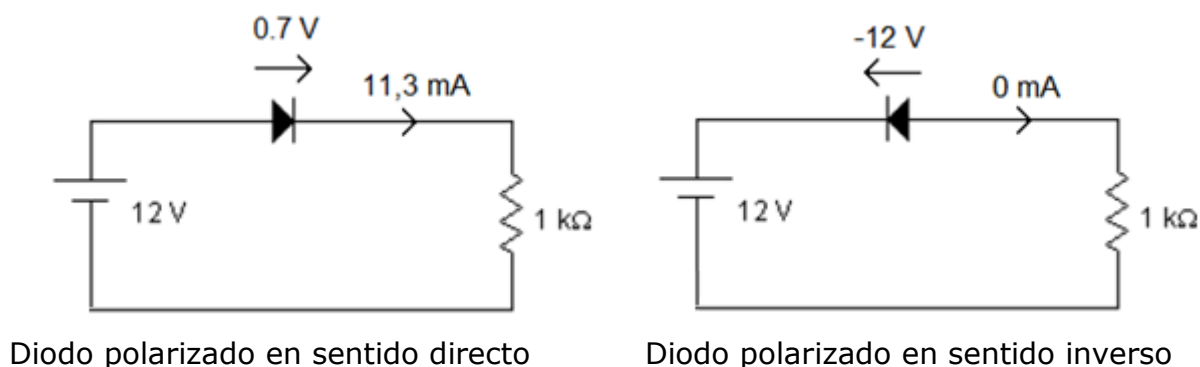 0.7 V
11,3 mA
12 V
1 kΩ
Diodo polarizado en sentido directo
-12 V
0 mA
12 V
1 kΩ
Diodo polarizado en sentido inverso